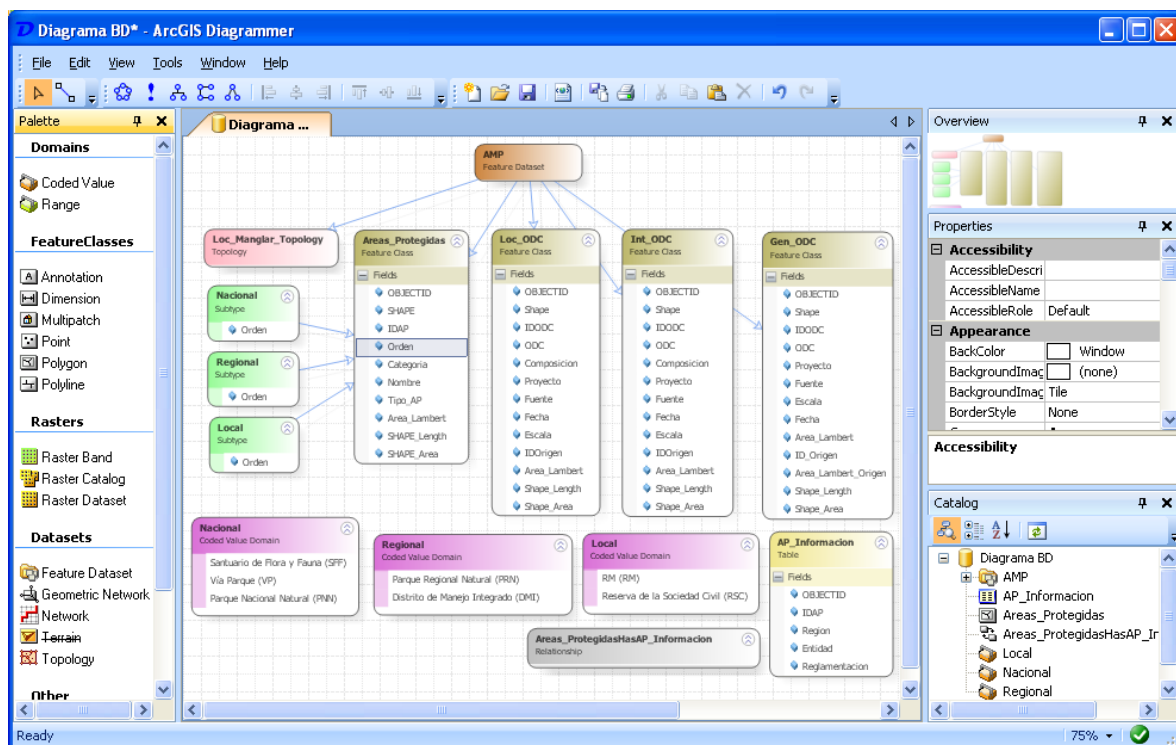 Diagrama BD* - ArcGIS Diagrammer
File Edit View Tools Window Help
Palette
Domains
Coded Value
Range
FeatureClasses
Annotation
Dimension
Multipatch
Point
Polygon
Polyline
Rasters
Raster Band
Raster Catalog
Raster Dataset
Datasets
Feature Dataset
Geometric Network
Network
Terrain
Topology
Other
Diagrama ...
AMP
Feature Dataset
Loc_Manglar_Topology
Topology
Nacional
Subtype
Orden
Regional
Subtype
Orden
Local
Subtype
Orden
Areas_Protegidas
Feature Class
Fields
OBJECTID
SHAPE
IDAP
Orden
Categoria
Nombre
Tipo_AP
Area_Lambert
SHAPE_Length
SHAPE_Area
Loc_ODC
Feature Class
Fields
OBJECTID
Shape
IDODC
ODC
Composicion
Proyecto
Fuente
Fecha
Escala
IDOrigen
Area_Lambert
Shape_Length
Shape_Area
Int_ODC
Feature Class
Fields
OBJECTID
Shape
IDODC
ODC
Composicion
Proyecto
Fuente
Fecha
Escala
IDOrigen
Area_Lambert
Shape_Length
Shape_Area
Gen_ODC
Feature Class
Fields
OBJECTID
Shape
IDODC
ODC
Proyecto
Fuente
Escala
Fecha
Area_Lambert
ID_Origen
Area_Lambert_Origen
Shape_Length
Shape_Area
Nacional
Coded Value Domain
Santuario de Flora y Fauna (SFF)
Vía Parque (VP)
Parque Nacional Natural (PNN)
Regional
Coded Value Domain
Parque Regional Natural (PRN)
Distrito de Manejo Integrado (DMI)
Local
Coded Value Domain
RM (RM)
Reserva de la Sociedad Civil (RSC)
Areas_ProtegidasHasAP_Informacion
Relationship
AP_Informacion
Table
Fields
OBJECTID
IDAP
Region
Entidad
Reglamentacion
Overview
Properties
Accessibility
AccessibleDescri
AccessibleName
AccessibleRole Default
Appearance
BackColor Window
BackgroundImag (none)
BackgroundImag Tile
BorderStyle None
Accessibility
Catalog
Diagrama BD
AMP
AP_Informacion
Areas_Protegidas
Areas_ProtegidasHasAP_Ir
Local
Nacional
Regional
Ready
75%